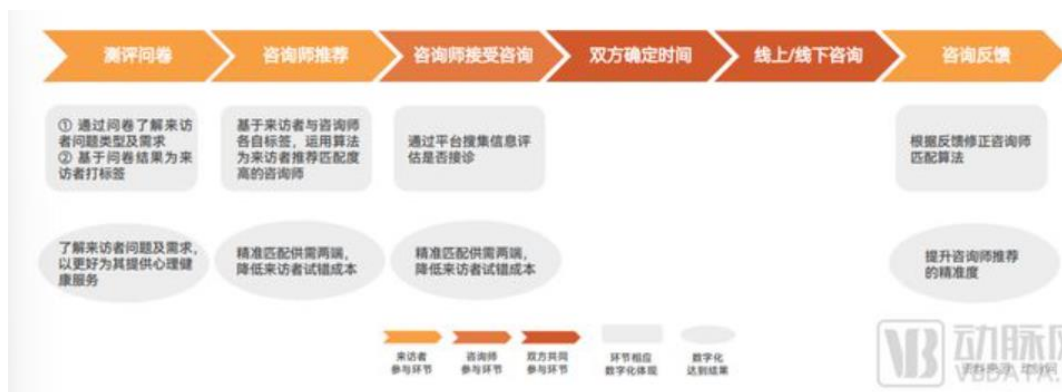 测评问卷
咨询师推荐
咨询师接受咨询
双方确定时间
线上/线下咨询
咨询反馈
① 通过问卷了解来访
者问题类型及需求
② 基于问卷结果为来
访者打标签
基于来访者与咨询师
各自标签，运用算法
为来访者推荐匹配度
高的咨询师
通过平台搜集信息评
估是否接诊
根据反馈修正咨询师
匹配算法
了解来访者问题及需求，
以更好为其提供心理健
康服务
精准匹配供需两端，
降低来访者试错成本
精准匹配供需两端，
降低来访者试错成本
提升咨询师推荐
的精准度
来访者
参与环节
咨询师
参与环节
双方共同
参与环节
环节相应
数字化体现
数字化
达到结果
动脉网
VBDATA.